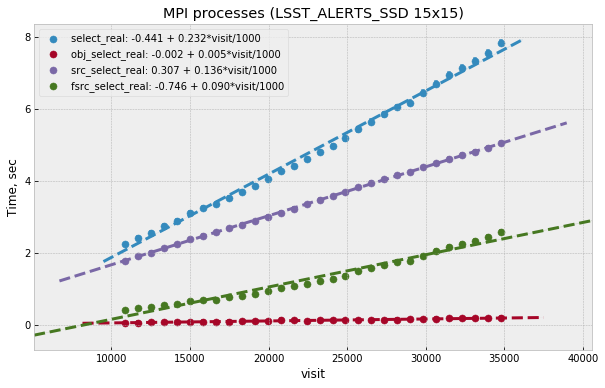 MPI processes (LSST_ALERTS_SSD 15x15)
select_real: -0.441 + 0.232*visit/1000
obj_select_real: -0.002 + 0.005*visit/1000
src_select_real: 0.307 + 0.136*visit/1000
fsrc_select_real: -0.746 + 0.090*visit/1000
Time, sec
8
6
4
2
0
10000 15000 20000 25000 30000 35000 40000
visit